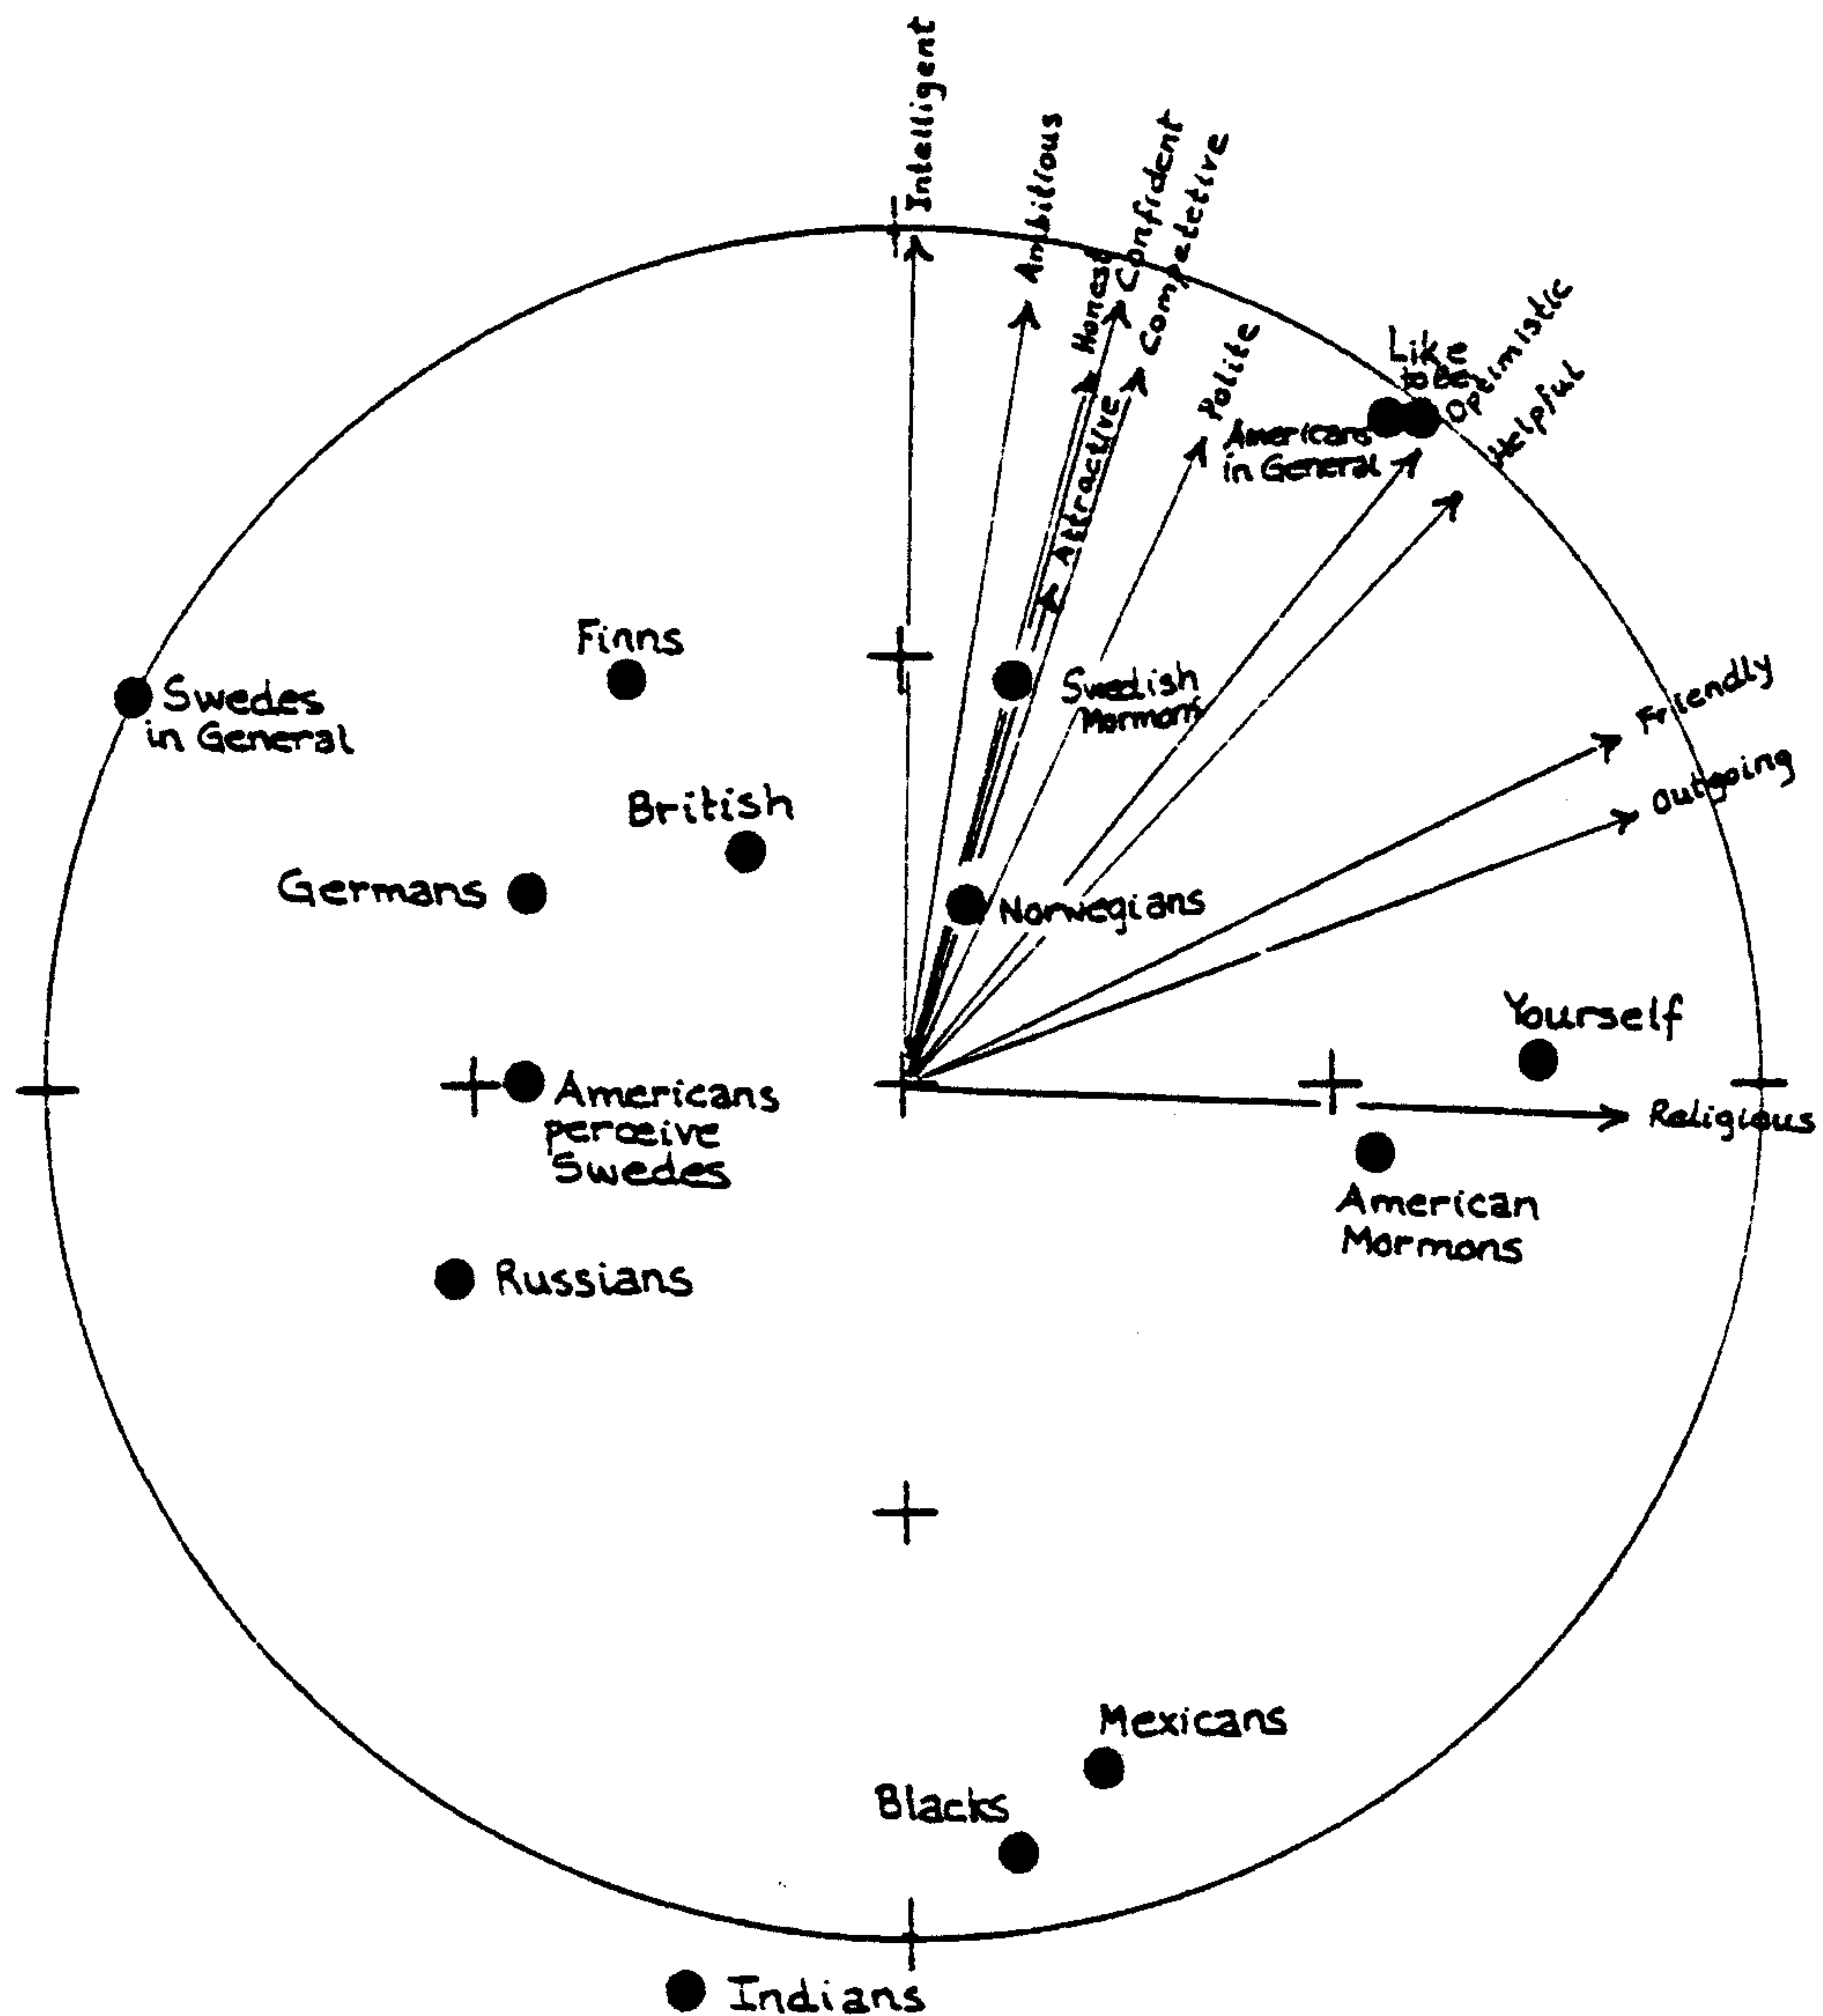 Intelligent
Ambitious
Honest
Confident
Competetive
Attractive
Polite
Like
to Be
Optimistic
Helpful
Americans
in General
Finns
Swedes
in General
Swedish
Mormons
Friendly
Outgoing
British
Germans
Norwegians
Yourself
Americans
perceive
Swedes
Religious
American
Mormons
Russians
Mexicans
Blacks
Indians